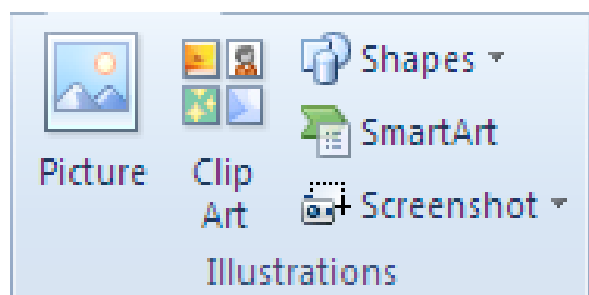 Picture
Clip
Art
Shapes
SmartArt
Screenshot
Illustrations